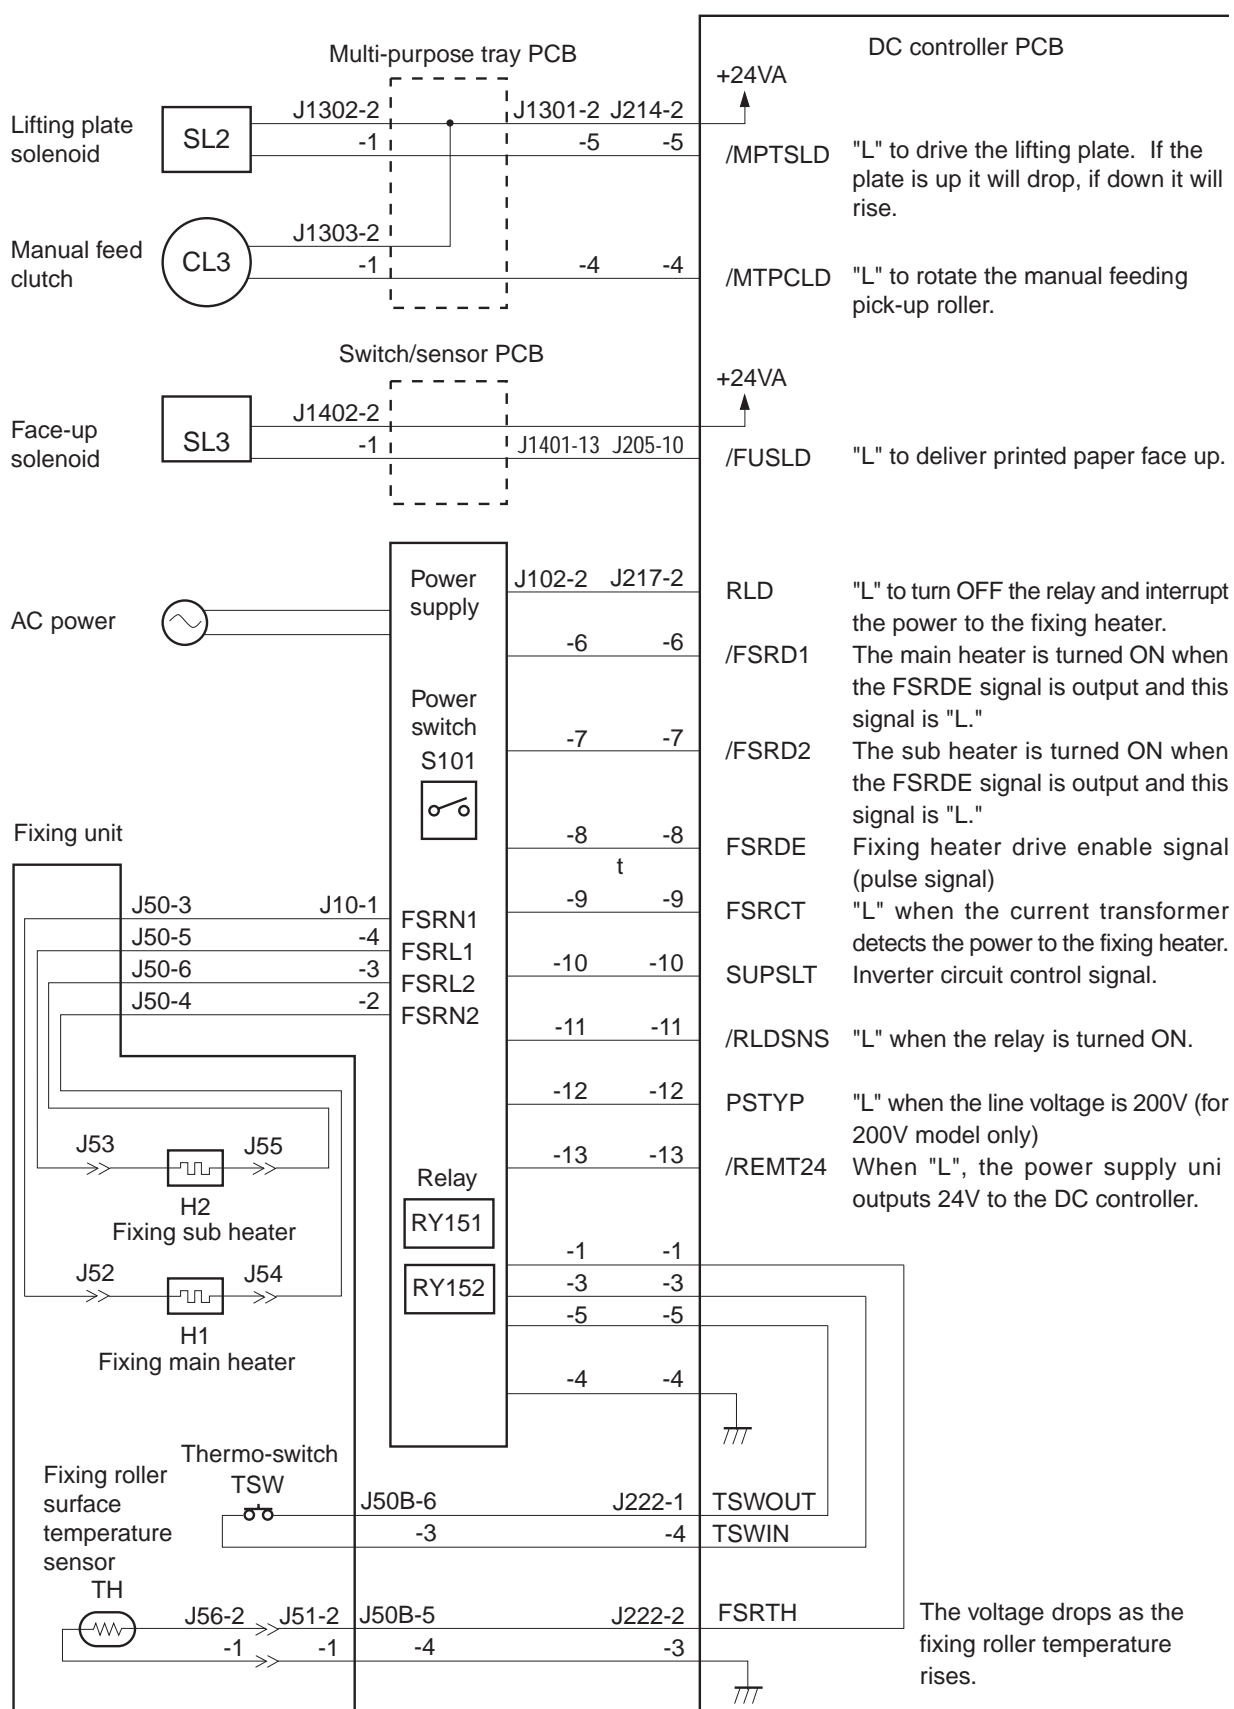 Multi-purpose tray PCB
DC controller PCB
+24VA
Lifting plate
solenoid
SL2
J1302-2
J1301-2 J214-2
-1
-5
-5
/MPTSLD
"L" to drive the lifting plate. If the
plate is up it will drop, if down it will
rise.
Manual feed
clutch
CL3
J1303-2
-1
-4
-4
/MTPCLD
"L" to rotate the manual feeding
pick-up roller.
Switch/sensor PCB
+24VA
Face-up
solenoid
SL3
J1402-2
-1
J1401-13 J205-10
/FUSLD
"L" to deliver printed paper face up.
AC power
Power
supply
J102-2 J217-2
RLD
"L" to turn OFF the relay and interrupt
the power to the fixing heater.
-6
-6
/FSRD1
The main heater is turned ON when
the FSRDE signal is output and this
signal is "L."
Power
switch
S101
-7
-7
/FSRD2
The sub heater is turned ON when
the FSRDE signal is output and this
signal is "L."
-8
-8
t
FSRDE
Fixing heater drive enable signal
(pulse signal)
Fixing unit
J50-3
J10-1
FSRN1
J50-5
-4
FSRL1
J50-6
-3
FSRL2
J50-4
-2
FSRN2
-9
-9
FSRCT
"L" when the current transformer
detects the power to the fixing heater.
-10
-10
SUPSLT
Inverter circuit control signal.
-11
-11
/RLDSNS
"L" when the relay is turned ON.
-12
-12
PSTYP
"L" when the line voltage is 200V (for
200V model only)
-13
-13
/REMT24
When "L", the power supply uni
outputs 24V to the DC controller.
J53
J55
H2
Fixing sub heater
J52
J54
H1
Fixing main heater
Relay
RY151
RY152
-1
-1
-3
-3
-5
-5
-4
-4
Thermo-switch
TSW
J50B-6
J222-1
TSWOUT
-3
-4
TSWIN
Fixing roller
surface
temperature
sensor
TH
J56-2
J51-2
J50B-5
J222-2
FSRTH
-1
-1
-4
-3
The voltage drops as the
fixing roller temperature
rises.